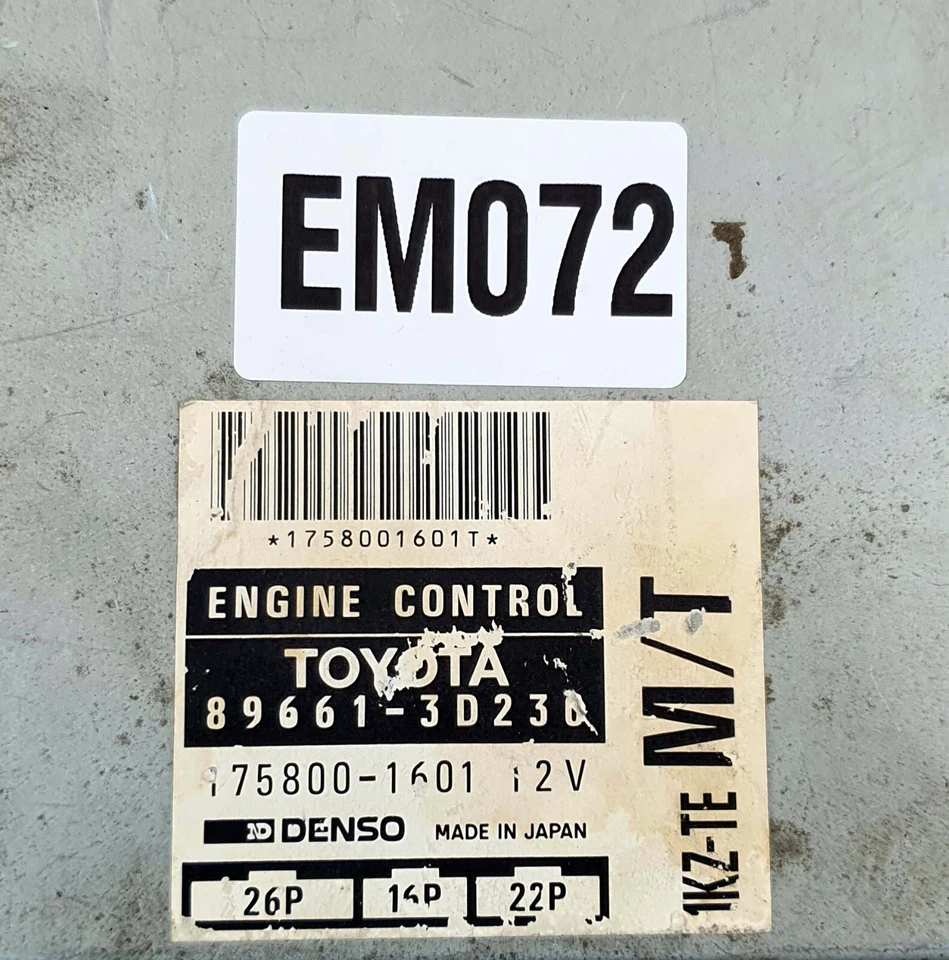 EM072
*1758001601T*
ENGINE CONTROL
TOYOTA
89661-3D230
175800-1601 12V
ND DENSO MADE IN JAPAN
26P 16P 22P
1KZ-TE M/T